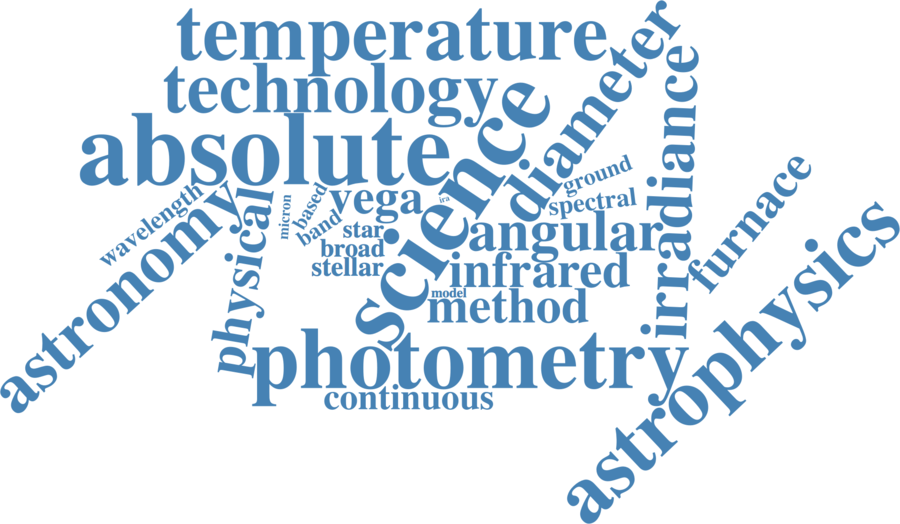 temperature
technology
absolute
science
diameter
irradiance
ground
spectral
furnace
wavelength
astronomy
physical
micron
based
band
vega
ira
star
broad
stellar
angular
infrared
model
method
photometry
continuous
astrophysics